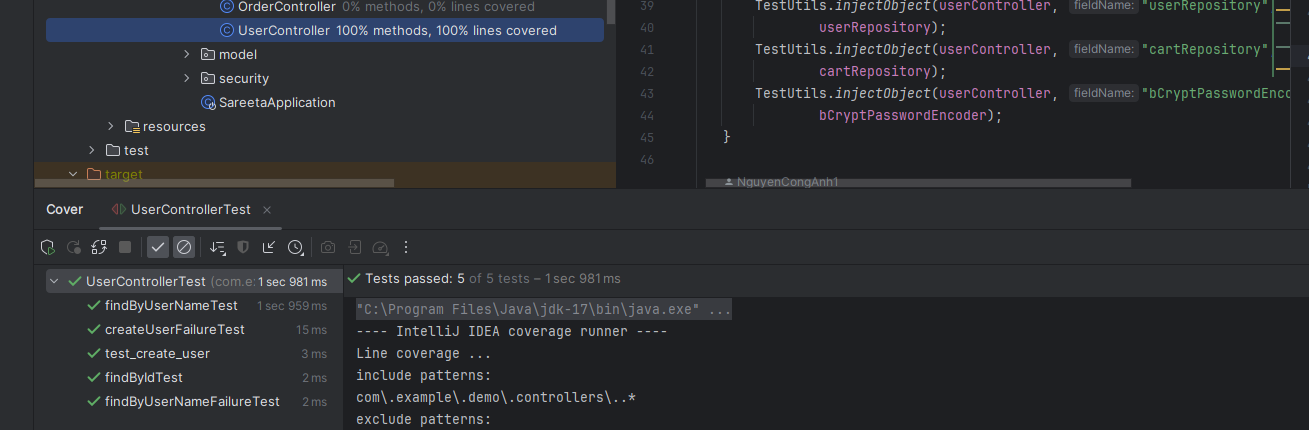 OrderController 0% methods, 0% lines covered
UserController 100% methods, 100% lines covered
model
security
SareetaApplication
resources
test
target
39 TestUtils.injectObject(userController, fieldName: "userRepository"
40 userRepository);
41 TestUtils.injectObject(userController, fieldName: "cartRepository"
42 cartRepository);
43 TestUtils.injectObject(userController, fieldName: "bCryptPasswordEnco
44 bCryptPasswordEncoder);
45 }
46
NguyenCongAnh1
Cover UserControllerTest
UserControllerTest (com.e: 1 sec 981 ms
findByUserNameTest 1 sec 959 ms
createUserFailureTest 15 ms
test_create_user 3 ms
findByIdTest 2 ms
findByUserNameFailureTest 2 ms
Tests passed: 5 of 5 tests – 1 sec 981 ms
"C:\Program Files\Java\jdk-17\bin\java.exe" ...
---- IntelliJ IDEA coverage runner ----
Line coverage ...
include patterns:
com\.example\.demo\.controllers\..*
exclude patterns: